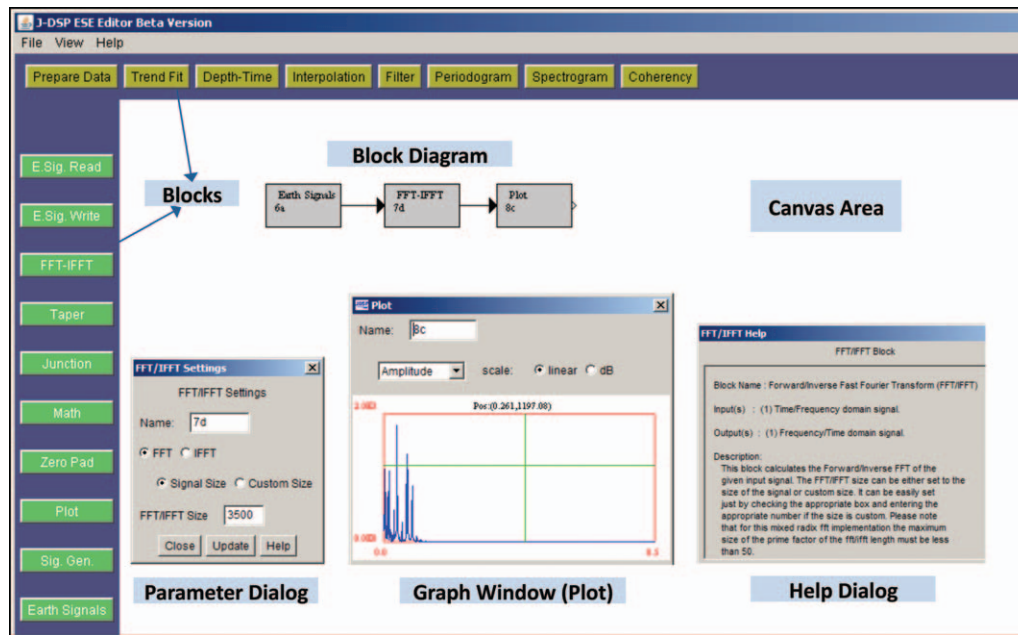 J-DSP ESE Editor Beta Version
File View Help
Prepare Data Trend Fit Depth-Time Interpolation Filter Periodogram Spectrogram Coherency
E.Sig. Read
E.Sig. Write
FFT-IFFT
Taper
Junction
Math
Zero Pad
Plot
Sig. Gen.
Earth Signals
Blocks
Block Diagram
Earth Signals
6a
FFT-IFFT
7d
Plot
8c
Canvas Area
FFT/IFFT Settings
FFT/IFFT Settings
Name: 7d
FFT IFFT
Signal Size Custom Size
FFT/IFFT Size 3500
Close Update Help
Parameter Dialog
Plot
Name: 8c
Amplitude scale: linear dB
Pos:(0.261,1197.08)
0.0 0.5
Graph Window (Plot)
FFT/IFFT Help
FFT/IFFT Block
Block Name : Forward/Inverse Fast Fourier Transform (FFT/IFFT)
Input(s) : (1) Time/Frequency domain signal.
Output(s) : (1) Frequency/Time domain signal.
Description:
This block calculates the Forward/Inverse FFT of the
given input signal. The FFT/IFFT size can be either set to the
size of the signal or custom size. It can be easily set
just by checking the appropriate box and entering the
appropriate number if the size is custom. Please note
that for this mixed radix fft implementation the maximum
size of the prime factor of the fft/ifft length must be less
than 50.
Help Dialog